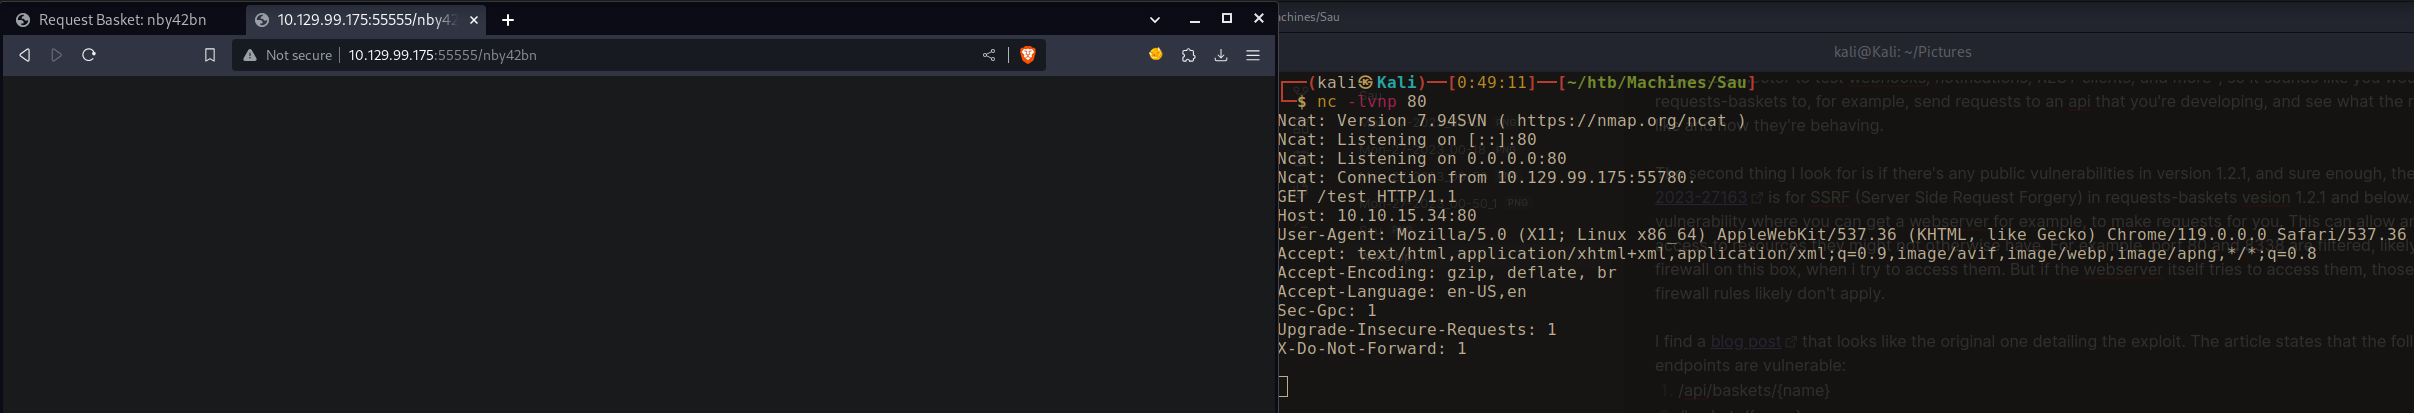 Request Basket: nby42bn
10.129.99.175:55555/nby42
Not secure 10.129.99.175:55555/nby42bn
achines/Sau
kali@Kali: ~/Pictures
(kali㉿Kali)-[0:49:11]-[~/htb/Machines/Sau]
$ nc -lvnp 80
Ncat: Version 7.94SVN ( https://nmap.org/ncat )
Ncat: Listening on [::]:80
Ncat: Listening on 0.0.0.0:80
Ncat: Connection from 10.129.99.175:55780.
GET /test HTTP/1.1
Host: 10.10.15.34:80
User-Agent: Mozilla/5.0 (X11; Linux x86_64) AppleWebKit/537.36 (KHTML, like Gecko) Chrome/119.0.0.0 Safari/537.36
Accept: text/html,application/xhtml+xml,application/xml;q=0.9,image/avif,image/webp,image/apng,*/*;q=0.8
Accept-Encoding: gzip, deflate, br
Accept-Language: en-US,en
Sec-Gpc: 1
Upgrade-Insecure-Requests: 1
X-Do-Not-Forward: 1
requests-baskets to, for example, send requests to an api that you're developing, and see what the
like and how they're behaving.
second thing I look for is if there's any public vulnerabilities in version 1.2.1, and sure enough, the
2023-27163 is for SSRF (Server Side Request Forgery) in requests-baskets vesion 1.2.1 and below.
vulnerability where you can get a webserver for example, to make requests for you. This can allow
firewall on this box, when i try to access them. But if the webserver itself tries to access them, those
firewall rules likely don't apply.
I find a blog post that looks like the original one detailing the exploit. The article states that the foll
endpoints are vulnerable:
1. /api/baskets/{name}